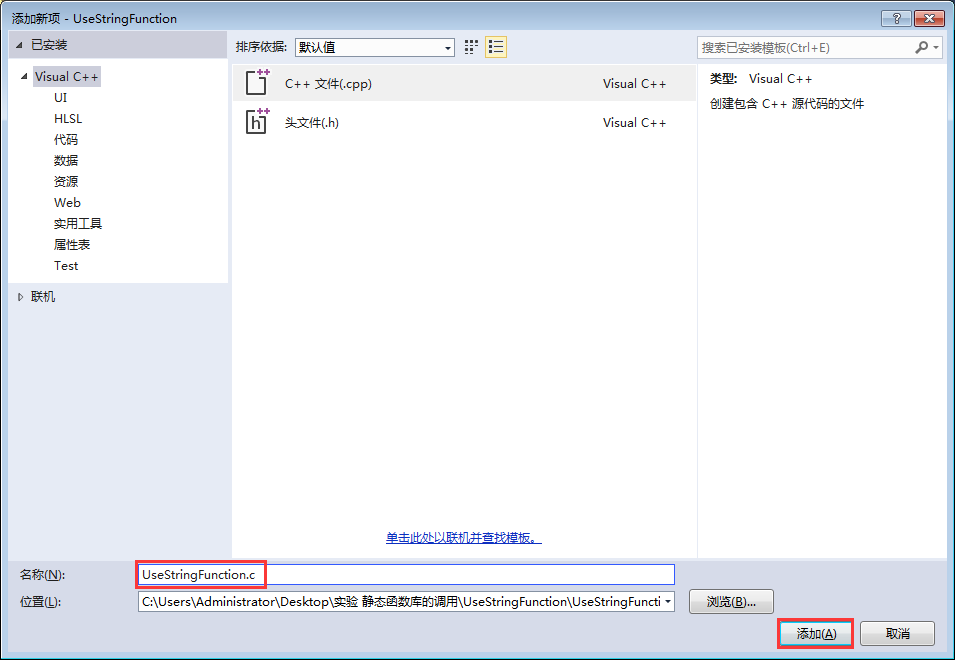 添加新项 - UseStringFunction
?
已安装
排序依据: 默认值
搜索已安装模板(Ctrl+E)
Visual C++
UI
HLSL
代码
数据
资源
Web
实用工具
属性表
Test
联机
C++ 文件(.cpp) Visual C++
头文件(.h) Visual C++
类型: Visual C++
创建包含 C++ 源代码的文件
单击此处以联机并查找模板。
名称(N): UseStringFunction.c
位置(L): C:\Users\Administrator\Desktop\实验 静态函数库的调用\UseStringFunction\UseStringFuncti
浏览(B)...
添加(A) 取消